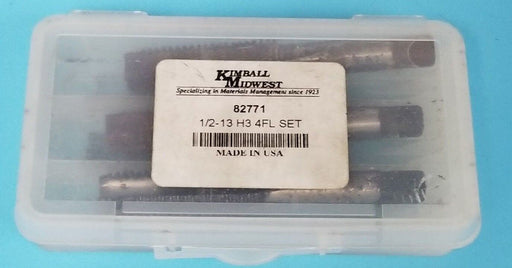 KIMBALL
MIDWEST
Specializing in Materials Management since 1923
82771
1/2-13 H3 4FL SET
MADE IN USA